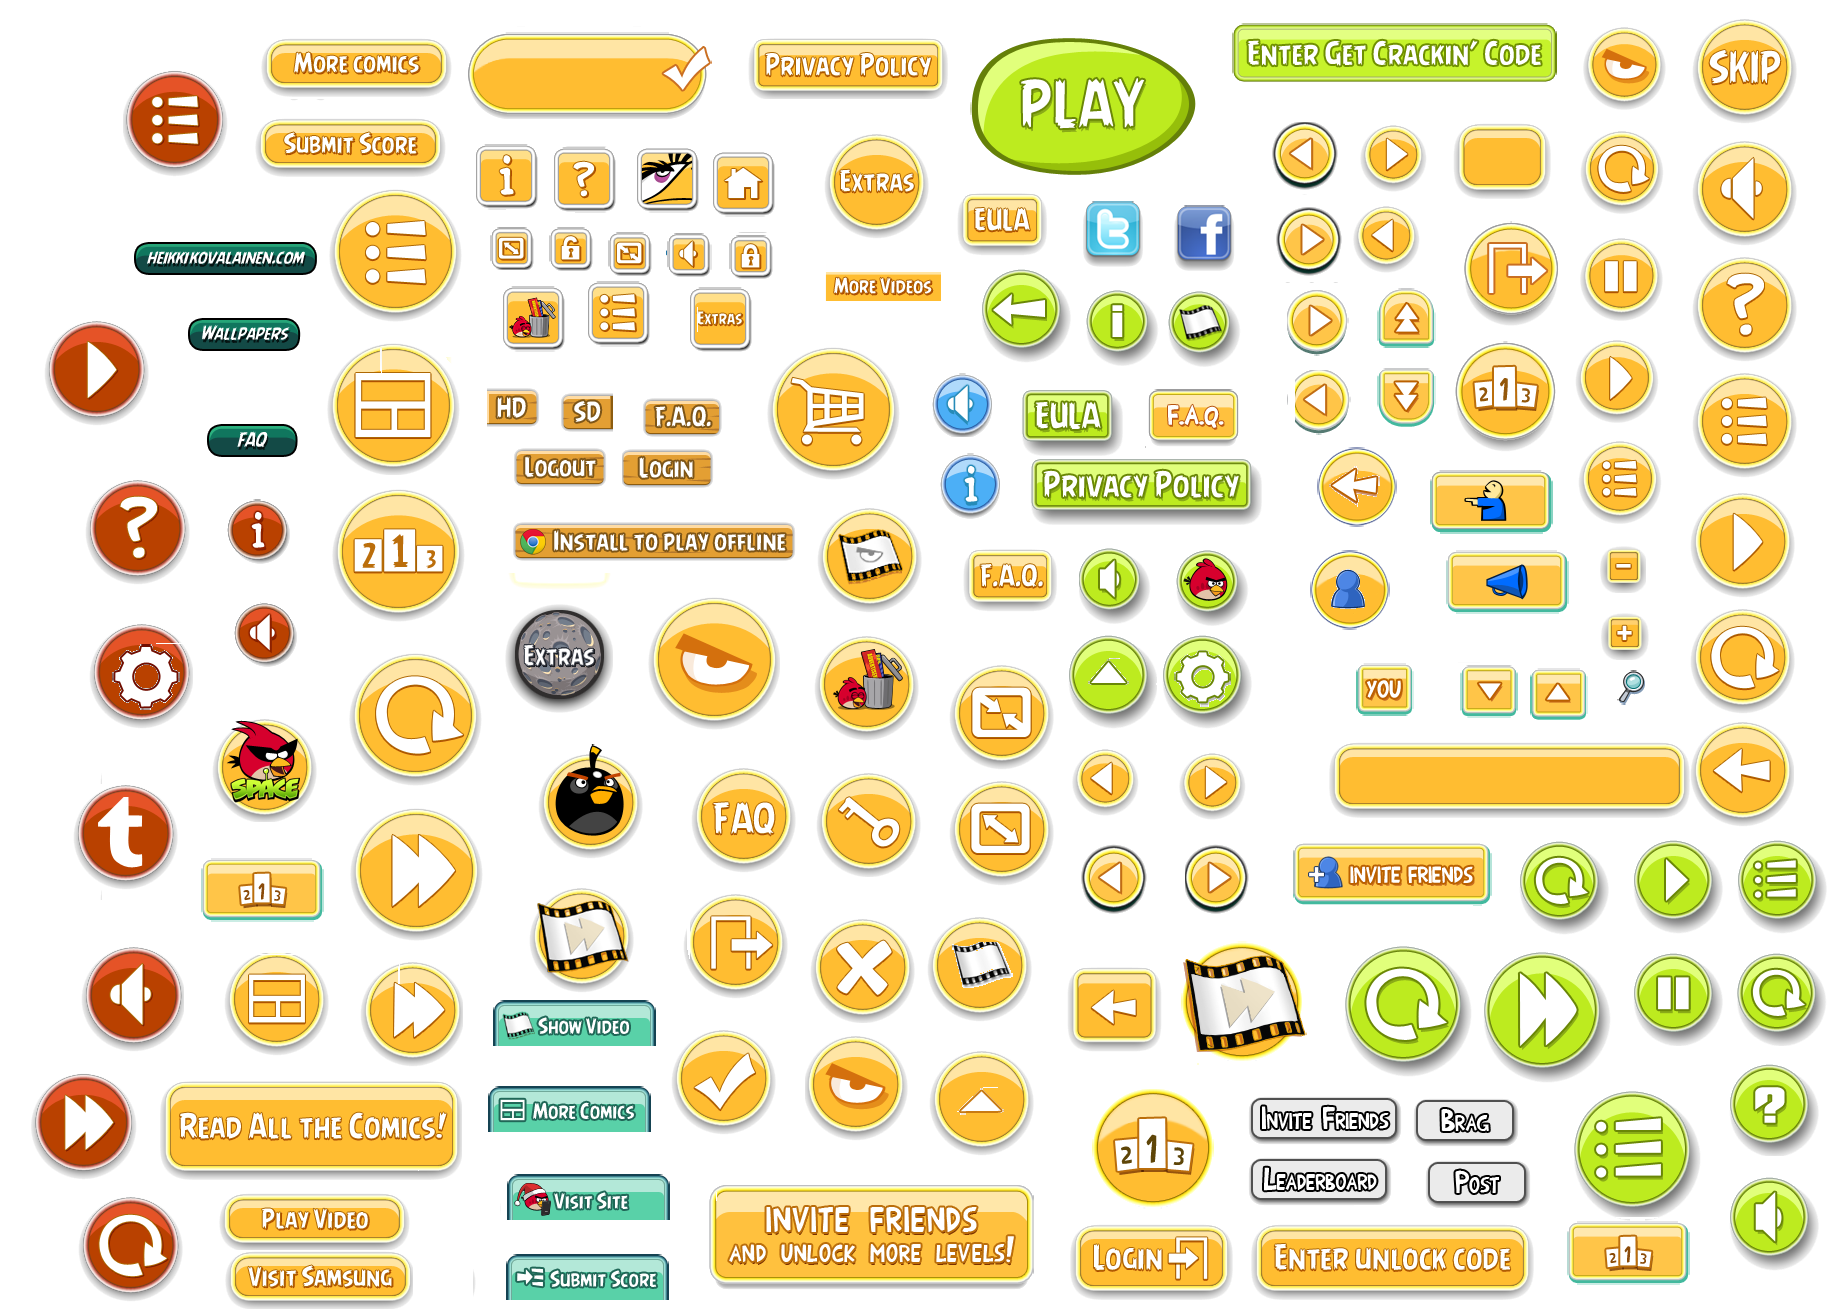 MORE COMICS
PRIVACY POLICY
PLAY
ENTER GET CRACKIN' CODE
SKIP
SUBMIT SCORE
i
?
EXTRAS
EULA
t
f
HEIKKIKOVALAINEN.COM
MORE VIDEOS
i
?
WALLPAPERS
EXTRAS
2 1 3
HD
SD
F.A.Q.
EULA
F.A.Q.
FAQ
LOGOUT
LOGIN
i
PRIVACY POLICY
?
i
2 1 3
INSTALL TO PLAY OFFLINE
F.A.Q.
EXTRAS
YOU
SPACE
FAQ
t
2 1 3
INVITE FRIENDS
SHOW VIDEO
READ ALL THE COMICS!
MORE COMICS
2 1 3
INVITE FRIENDS
BRAG
?
LEADERBOARD
POST
PLAY VIDEO
VISIT SITE
INVITE FRIENDS
AND UNLOCK MORE LEVELS!
LOGIN
ENTER UNLOCK CODE
2 1 3
VISIT SAMSUNG
SUBMIT SCORE